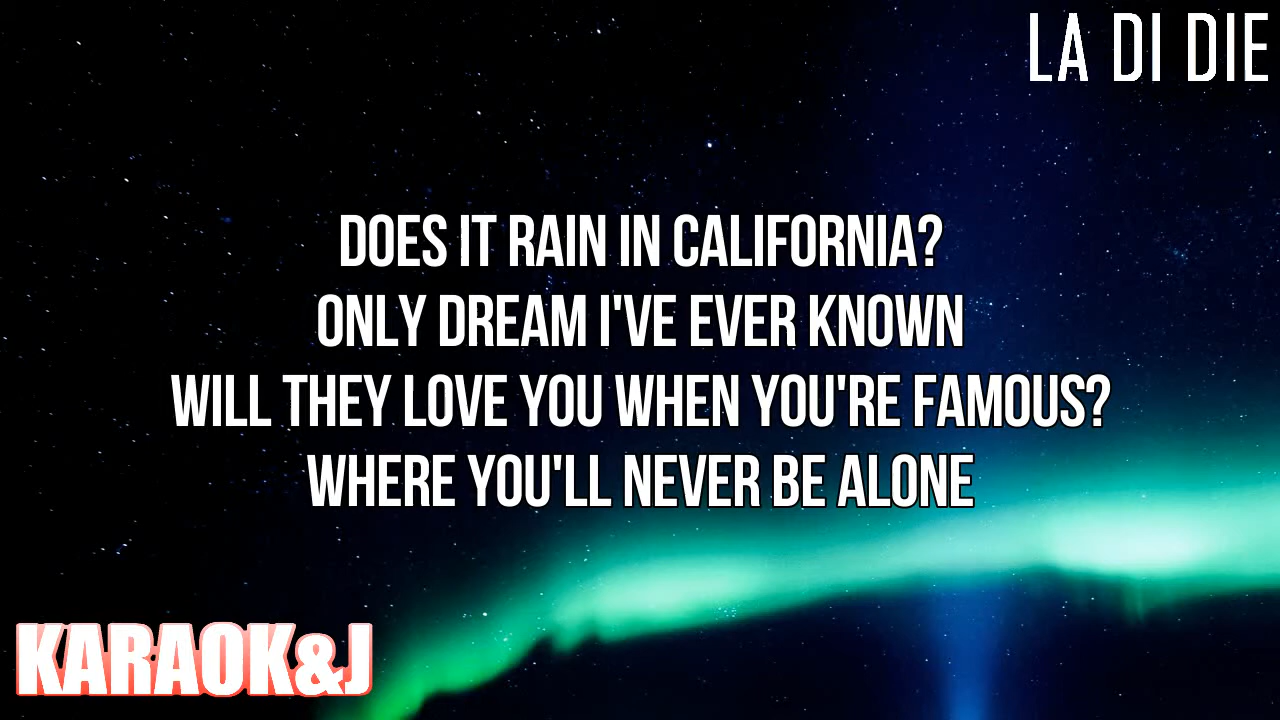 LA DI DIE
DOES IT RAIN IN CALIFORNIA?
ONLY DREAM I'VE EVER KNOWN
WILL THEY LOVE YOU WHEN YOU'RE FAMOUS?
WHERE YOU'LL NEVER BE ALONE
KARAOK&J